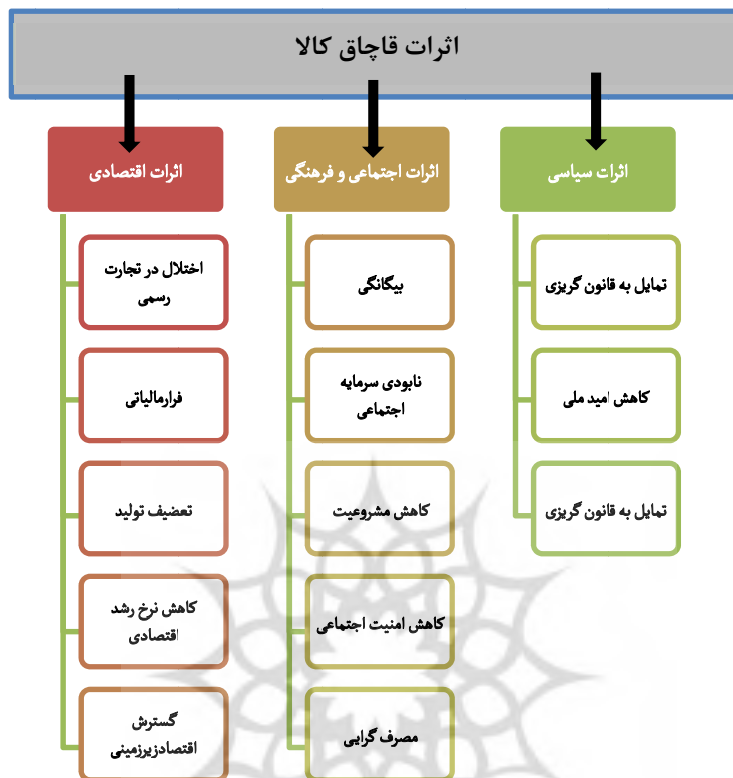 اثرات قاچاق کالا
اثرات سیاسی
تمایل به قانون گریزی
کاهش امید ملی
تمایل به قانون گریزی
اثرات اجتماعی و فرهنگی
بیگانگی
نابودی سرمایه
اجتماعی
کاهش مشروعیت
کاهش امنیت اجتماعی
مصرف گرایی
اثرات اقتصادی
اختلال در تجارت
رسمی
فرارمالیاتی
تعضیف تولید
کاهش نرخ رشد
اقتصادی
گسترش
اقتصادزیرزمینی